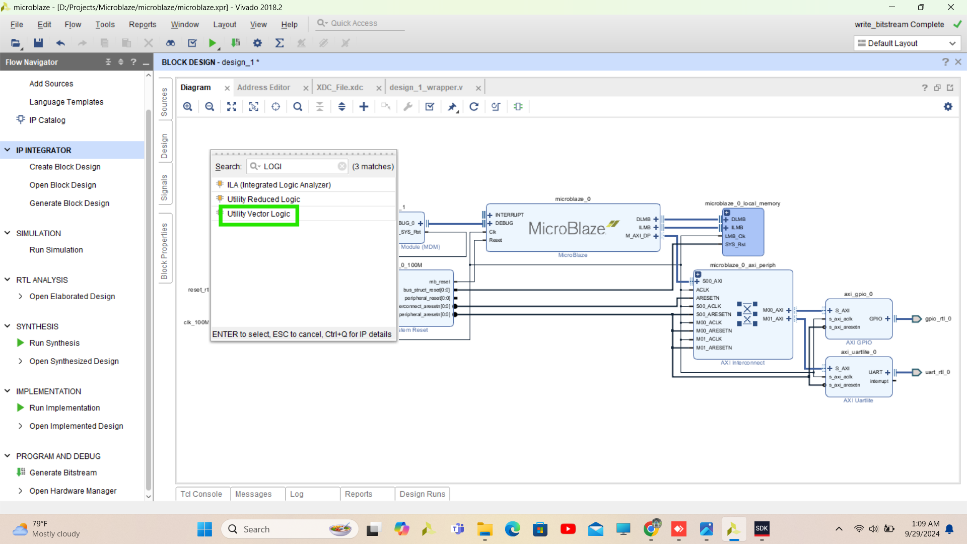 microblaze - [D:/Projects/Microblaze/microblaze/microblaze.xpr] - Vivado 2018.2
File Edit Flow Tools Reports Window Layout View Help Quick Access
write_bitstream Complete
Default Layout
Flow Navigator
BLOCK DESIGN - design_1 *
Add Sources
Language Templates
IP Catalog
IP INTEGRATOR
Create Block Design
Open Block Design
Generate Block Design
SIMULATION
Run Simulation
RTL ANALYSIS
Open Elaborated Design
SYNTHESIS
Run Synthesis
Open Synthesized Design
IMPLEMENTATION
Run Implementation
Open Implemented Design
PROGRAM AND DEBUG
Generate Bitstream
Open Hardware Manager
Sources
Design
Signals
Block Properties
Diagram
Address Editor
XDC_File.xdc
design_1_wrapper.v
Search: LOGI (3 matches)
ILA (Integrated Logic Analyzer)
Utility Reduced Logic
Utility Vector Logic
ENTER to select, ESC to cancel, Ctrl+Q for IP details
reset_r
clk_100M
_1
BUG_0
_SYS_Rst
Module (MDM)
_0_100M
mb_reset
bus_struct_reset[0:0]
peripheral_reset[0:0]
erconnect_aresetn[0:0]
peripheral_aresetn[0:0]
stem Reset
microblaze_0
INTERRUPT
DEBUG
Clk
Reset
MicroBlaze
DLMB
ILMB
M_AXI_DP
MicroBlaze
microblaze_0_local_memory
DLMB
ILMB
LMB_Clk
SYS_Rst
microblaze_0_axi_periph
S00_AXI
ACLK
ARESETN
S00_ACLK
S00_ARESETN
M00_ACLK
M00_ARESETN
M01_ACLK
M01_ARESETN
M00_AXI
M01_AXI
AXI Interconnect
axi_gpio_0
S_AXI
s_axi_aclk
s_axi_aresetn
GPIO
AXI GPIO
gpio_rtl_0
axi_uartlite_0
S_AXI
s_axi_aclk
s_axi_aresetn
UART
interrupt
AXI Uartlite
uart_rtl_0
Tcl Console
Messages
Log
Reports
Design Runs
79°F
Mostly cloudy
Search
SDK
1:09 AM
9/29/2024